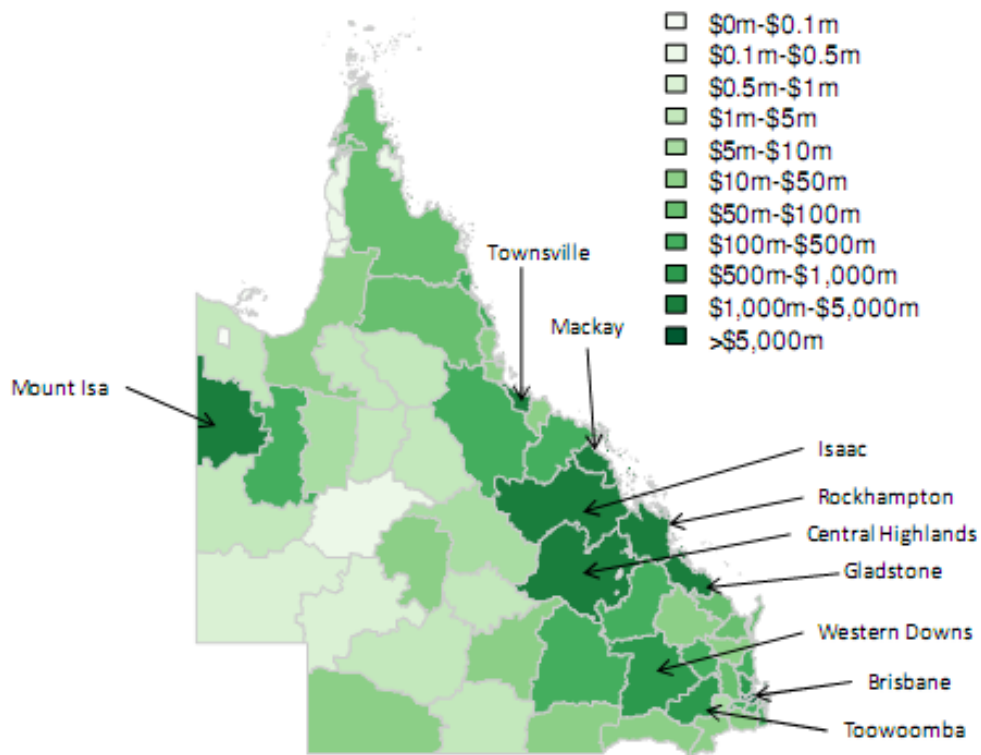 $0m-$0.1m
$0.1m-$0.5m
$0.5m-$1m
$1m-$5m
$5m-$10m
$10m-$50m
$50m-$100m
$100m-$500m
$500m-$1,000m
$1,000m-$5,000m
>$5,000m
Townsville
Mackay
Mount Isa
Isaac
Rockhampton
Central Highlands
Gladstone
Western Downs
Brisbane
Toowoomba